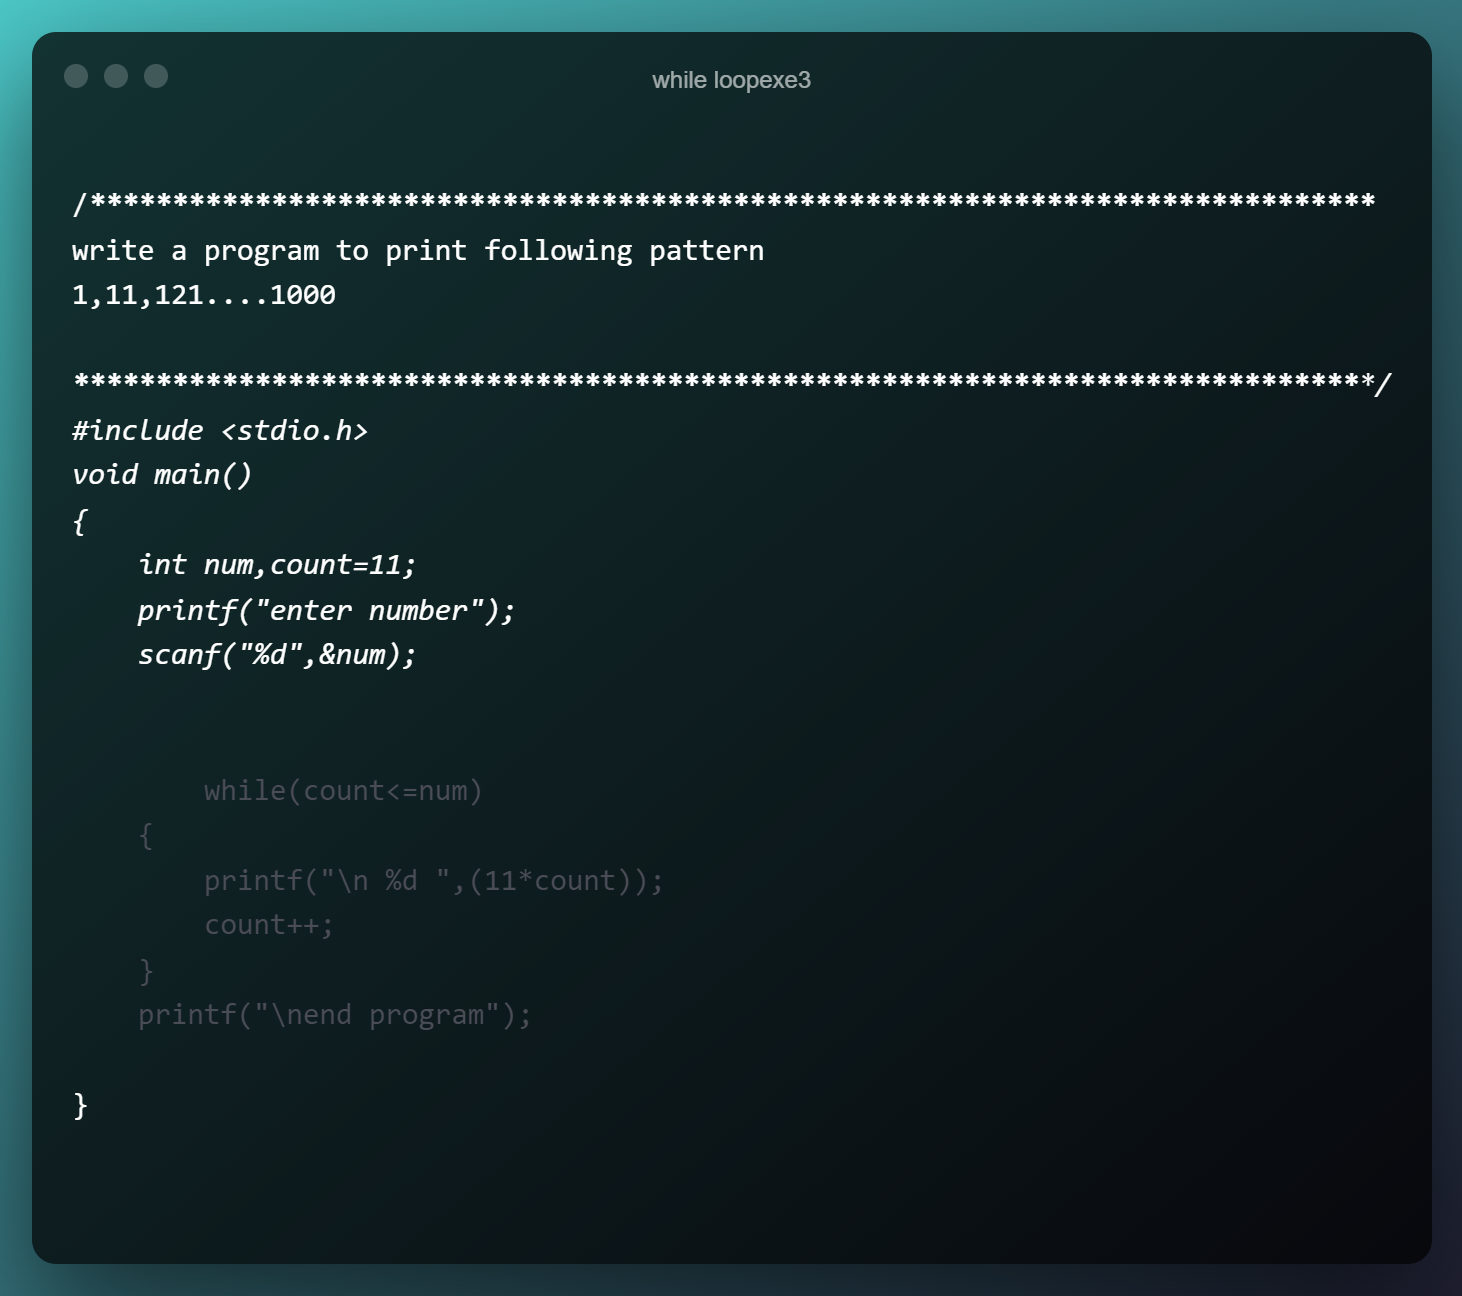 while loopexe3
/******************************************************************************
write a program to print following pattern
1,11,121....1000
*******************************************************************************/
#include <stdio.h>
void main()
{
    int num,count=11;
    printf("enter number");
    scanf("%d",&num);
        while(count<=num)
    {
        printf("\n %d ",(11*count));
        count++;
    }
    printf("\nend program");
}